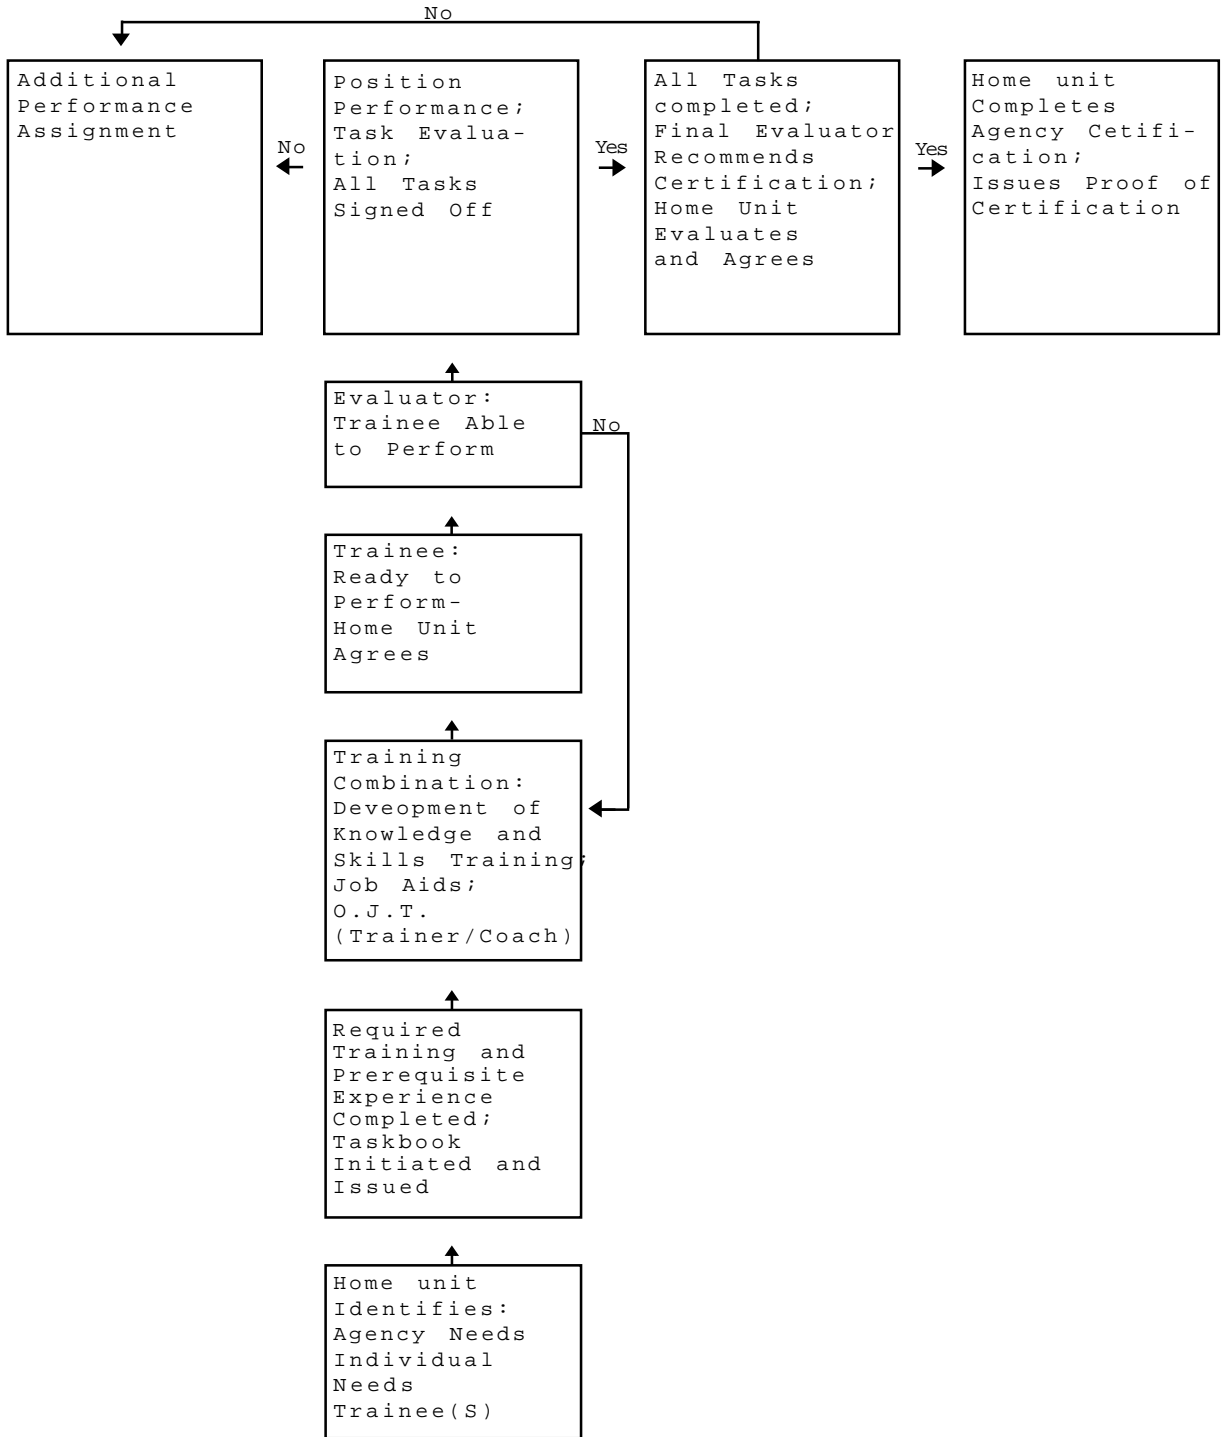 No
Additional
Performance
Assignment
No
Position
Performance;
Task Evalua-
tion;
All Tasks
Signed Off
Yes
All Tasks
completed;
Final Evaluator
Recommends
Certification;
Home Unit
Evaluates
and Agrees
Yes
Home unit
Completes
Agency Cetifi-
cation;
Issues Proof of
Certification
Evaluator:
Trainee Able
to Perform
No
Trainee:
Ready to
Perform-
Home Unit
Agrees
Training
Combination:
Deveopment of
Knowledge and
Skills Training;
Job Aids;
O.J.T.
(Trainer/Coach)
Required
Training and
Prerequisite
Experience
Completed;
Taskbook
Initiated and
Issued
Home unit
Identifies:
Agency Needs
Individual
Needs
Trainee(S)